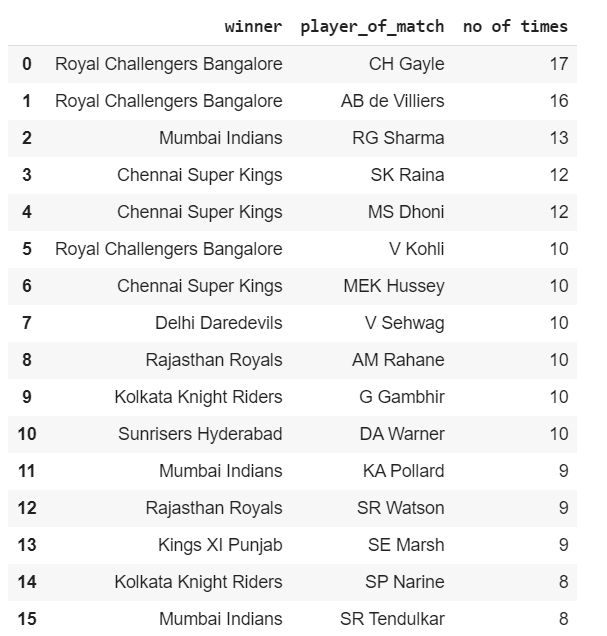 winner player_of_match no of times
0 Royal Challengers Bangalore CH Gayle 17
1 Royal Challengers Bangalore AB de Villiers 16
2 Mumbai Indians RG Sharma 13
3 Chennai Super Kings SK Raina 12
4 Chennai Super Kings MS Dhoni 12
5 Royal Challengers Bangalore V Kohli 10
6 Chennai Super Kings MEK Hussey 10
7 Delhi Daredevils V Sehwag 10
8 Rajasthan Royals AM Rahane 10
9 Kolkata Knight Riders G Gambhir 10
10 Sunrisers Hyderabad DA Warner 10
11 Mumbai Indians KA Pollard 9
12 Rajasthan Royals SR Watson 9
13 Kings XI Punjab SE Marsh 9
14 Kolkata Knight Riders SP Narine 8
15 Mumbai Indians SR Tendulkar 8